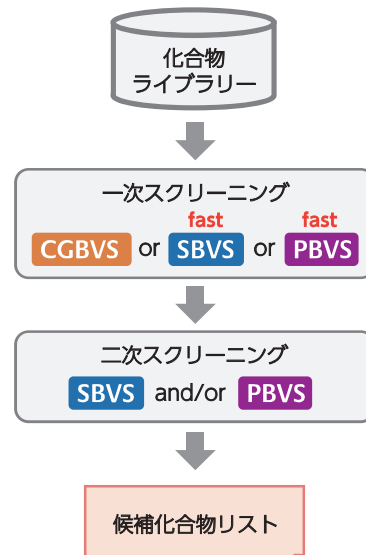 化合物
ライブラリー
一次スクリーニング
fast fast
CGBVS or SBVS or PBVS
二次スクリーニング
SBVS and/or PBVS
候補化合物リスト